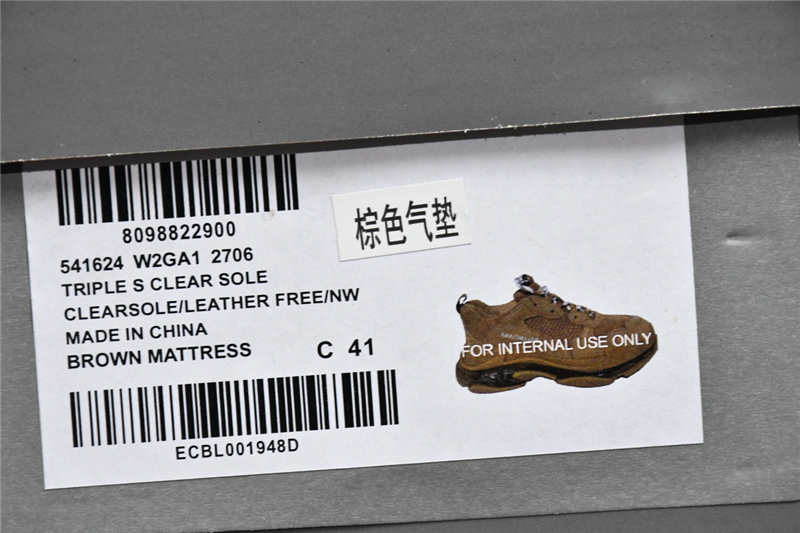 8098822900
棕色气垫
541624 W2GA1 2706
TRIPLE S CLEAR SOLE
CLEARSOLE/LEATHER FREE/NW
MADE IN CHINA
BROWN MATTRESS C 41
FOR INTERNAL USE ONLY
ECBL001948D